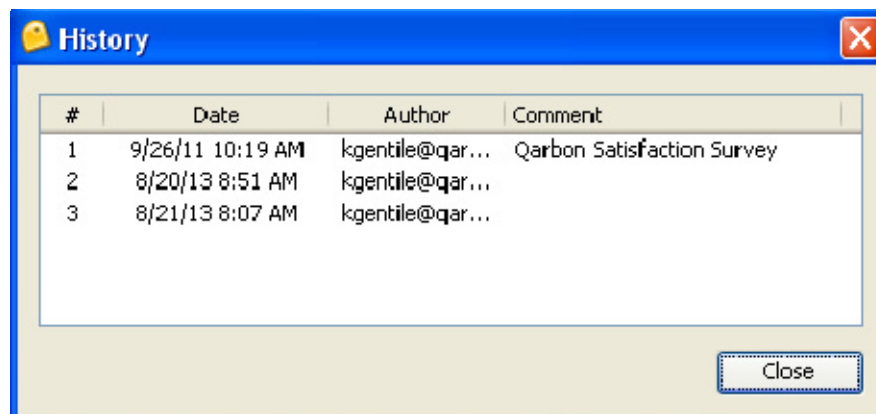 History
# Date Author Comment
1 9/26/11 10:19 AM kgentile@qar... Qarbon Satisfaction Survey
2 8/20/13 8:51 AM kgentile@qar...
3 8/21/13 8:07 AM kgentile@qar...
Close